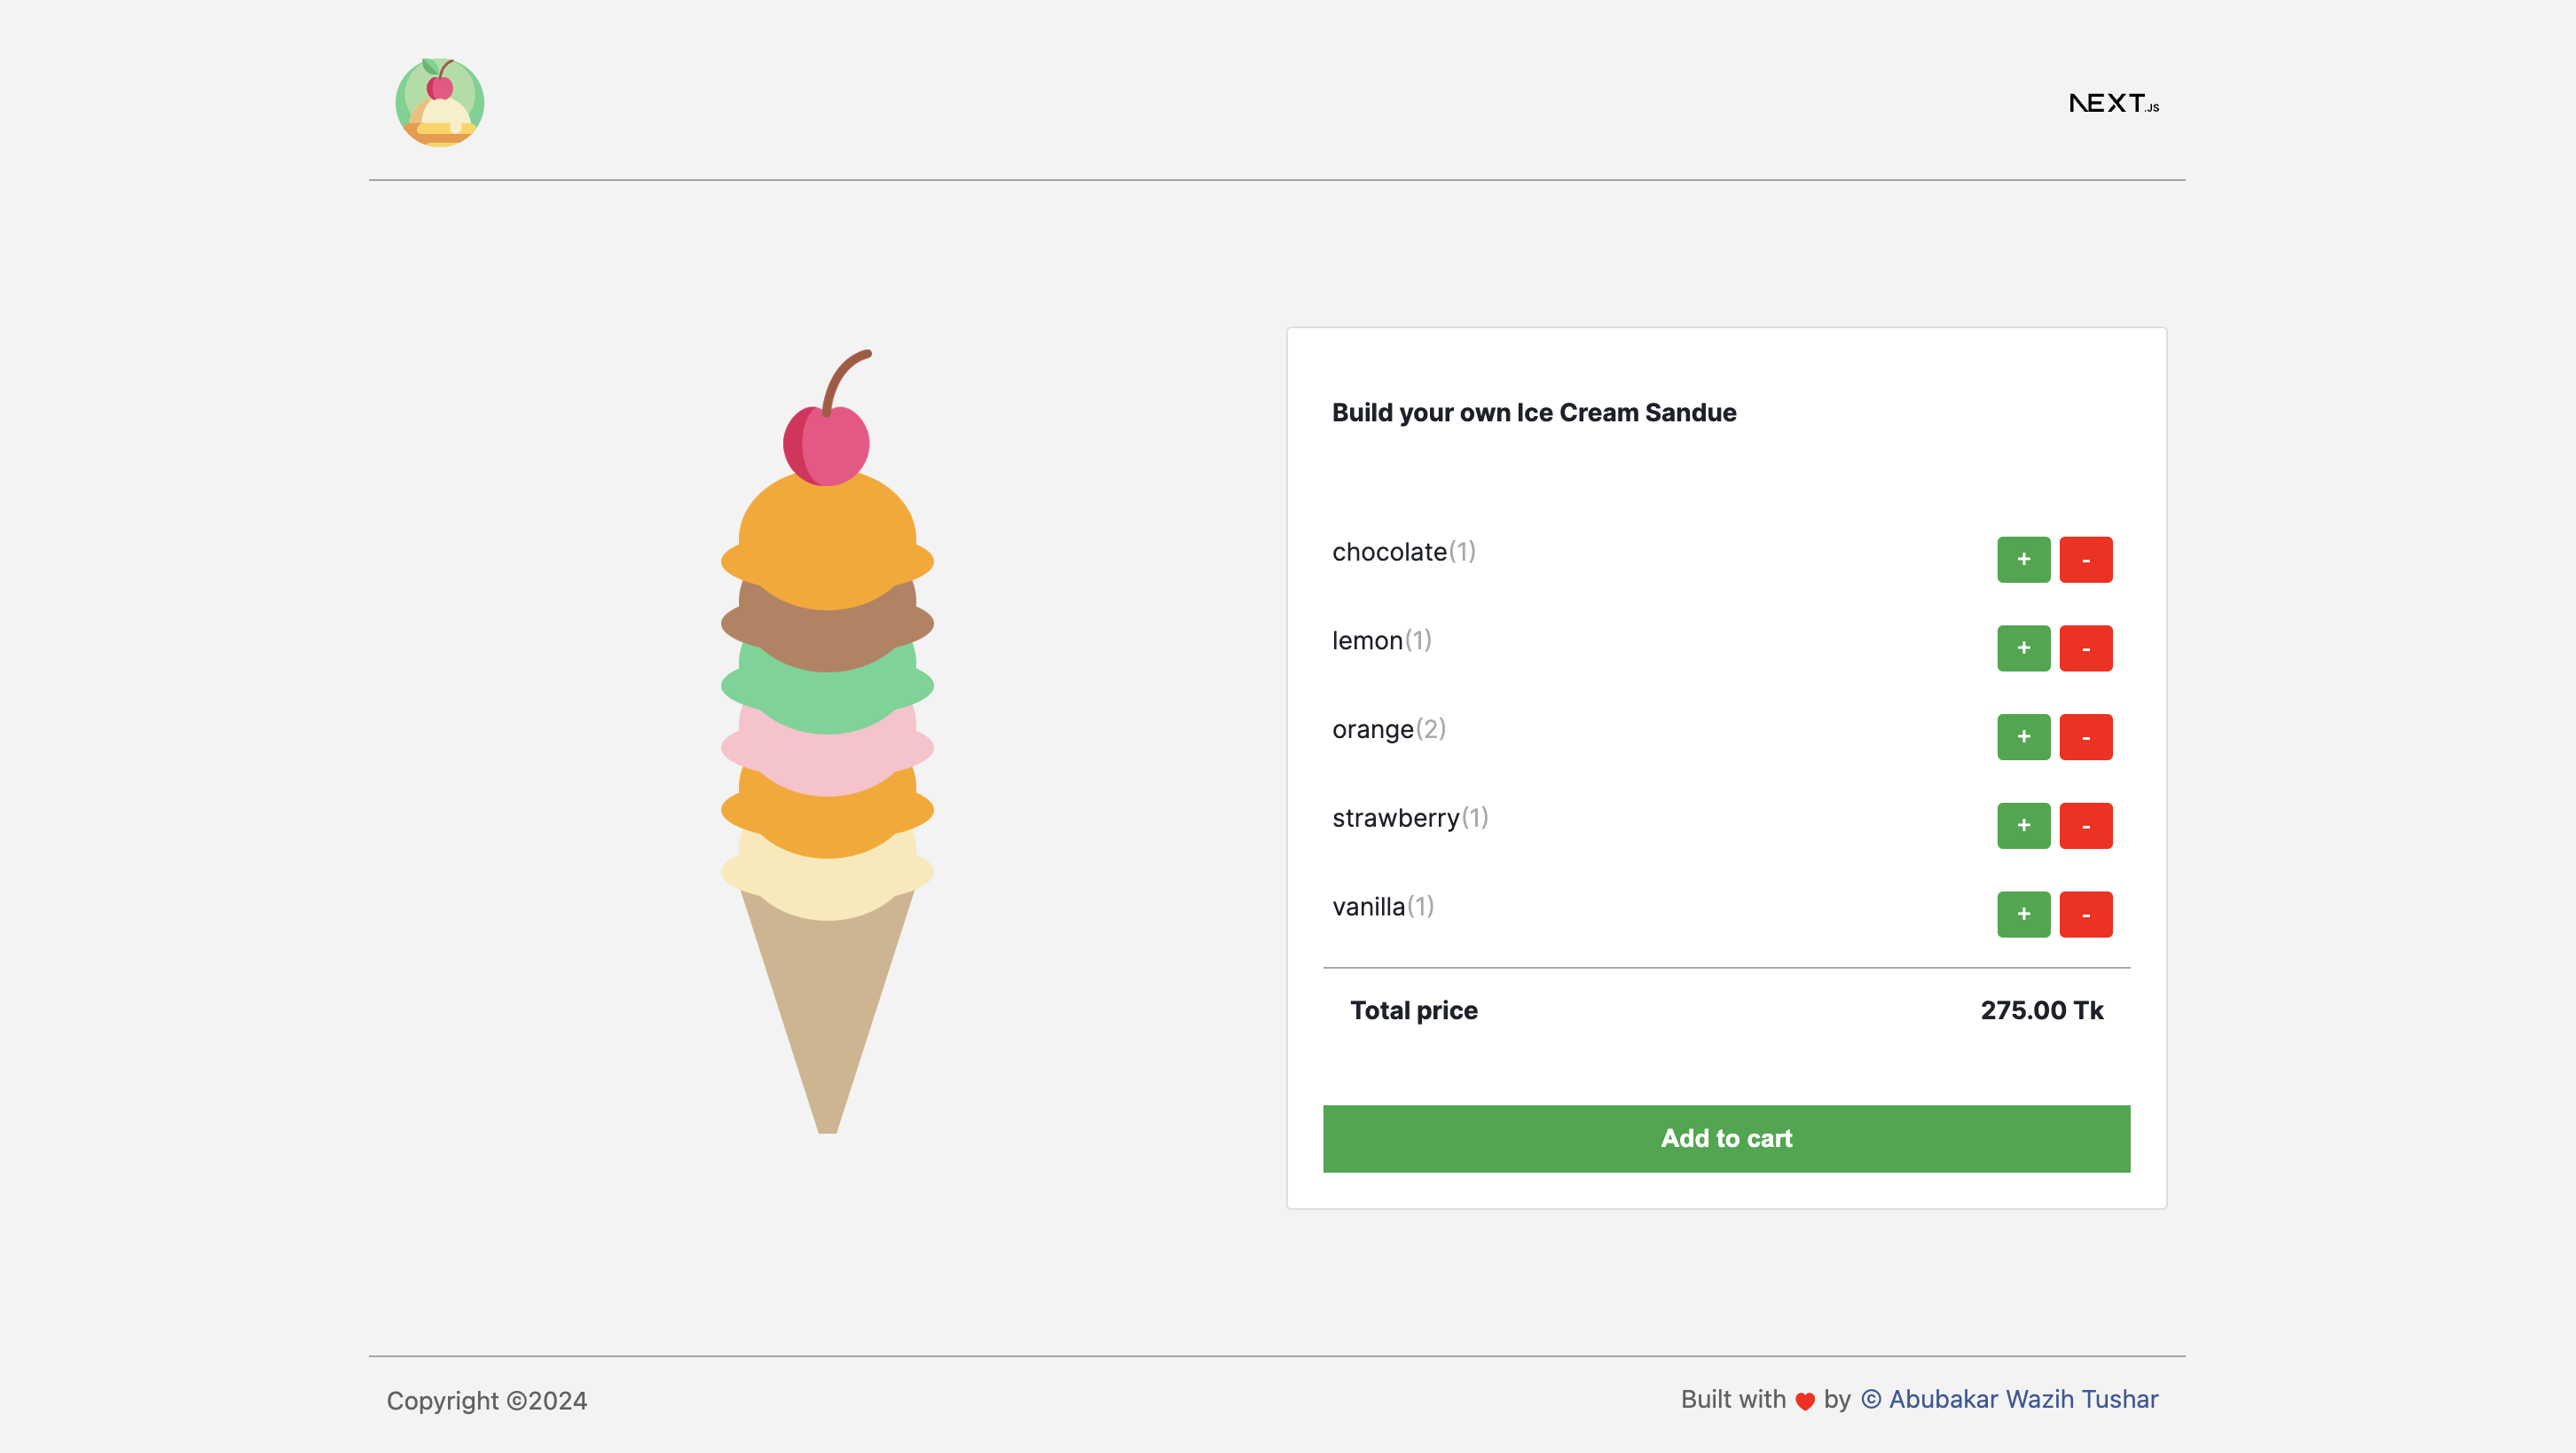 NEXT.JS
Build your own Ice Cream Sandue
chocolate(1)
+ -
lemon(1)
+ -
orange(2)
+ -
strawberry(1)
+ -
vanilla(1)
+ -
Total price 275.00 Tk
Add to cart
Copyright ©2024
Built with ❤ by © Abubakar Wazih Tushar